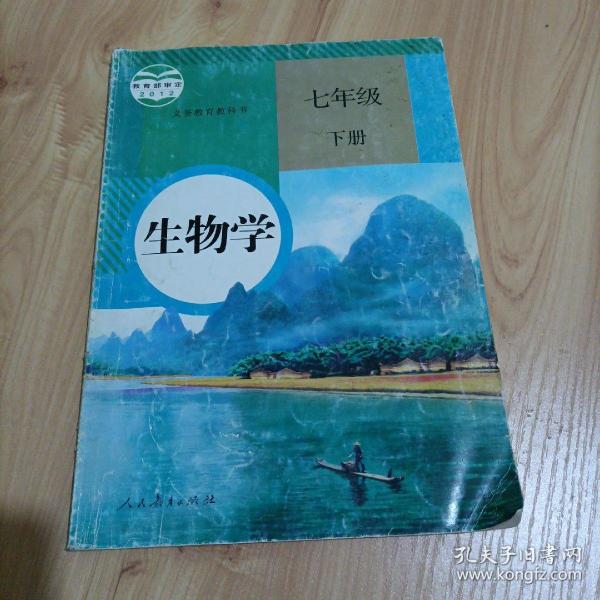 教育部审定
2012
义务教育教科书
七年级
下册
生物学
人民教育出版社
孔夫子旧书网
www.kongfz.com